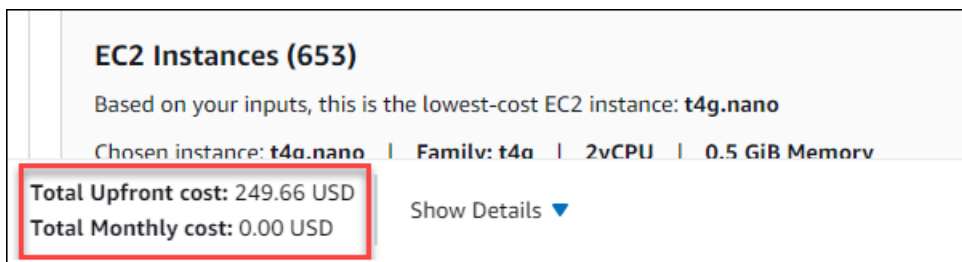 EC2 Instances (653)
Based on your inputs, this is the lowest-cost EC2 instance: t4g.nano
Chosen instance: t4g.nano | Family: t4g | 2vCPU | 0.5 GiB Memory
Total Upfront cost: 249.66 USD
Total Monthly cost: 0.00 USD
Show Details ▼